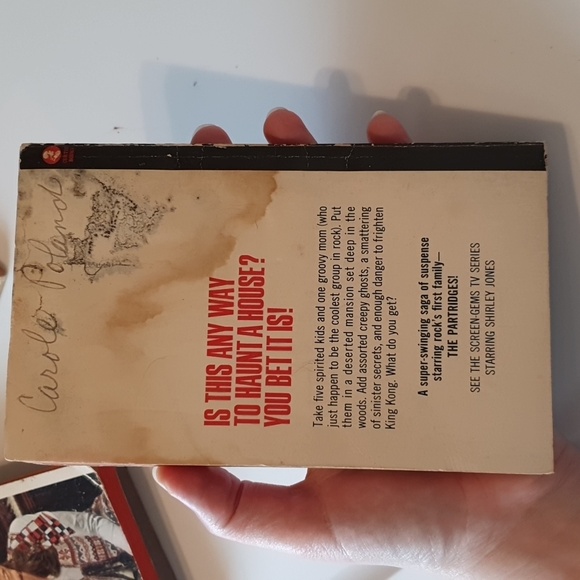 Carole Poland
IS THIS ANY WAY
TO HAUNT A HOUSE?
YOU BET IT IS!
Take five spirited kids and one groovy mom (who
just happen to be the coolest group in rock). Put
them in a deserted mansion set deep in the
woods. Add assorted creepy ghosts, a smattering
of sinister secrets, and enough danger to frighten
King Kong. What do you get?
A super-swinging saga of suspense
starring rock's first family—
THE PARTRIDGES!
SEE THE SCREEN-GEMS TV SERIES
STARRING SHIRLEY JONES